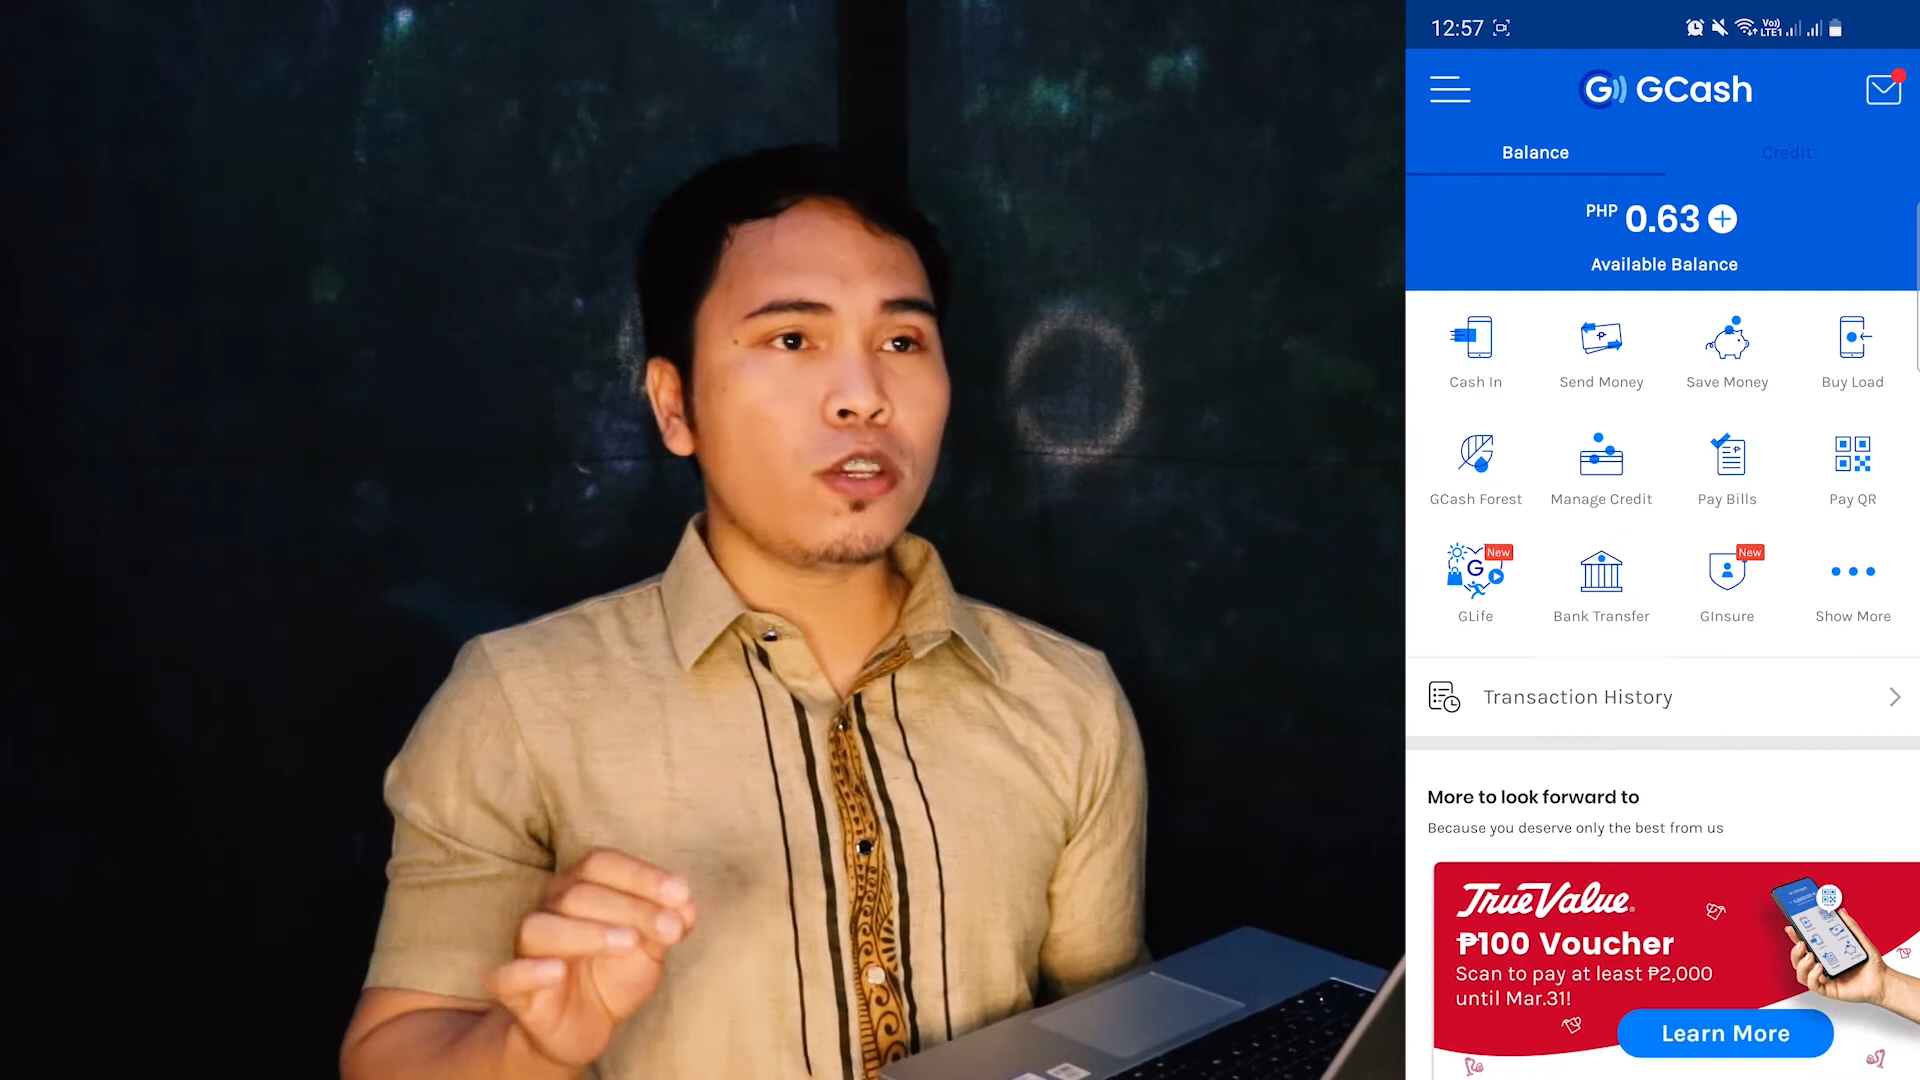 12:57
Vo))
LTE1
G GCash
Balance
Credit
PHP 0.63
Available Balance
Cash In
Send Money
Save Money
Buy Load
GCash Forest
Manage Credit
Pay Bills
Pay QR
New
New
G
GLife
Bank Transfer
GInsure
Show More
Transaction History
More to look forward to
Because you deserve only the best from us
True Value.
₱100 Voucher
Scan to pay at least ₱2,000
until Mar.31!
Learn More